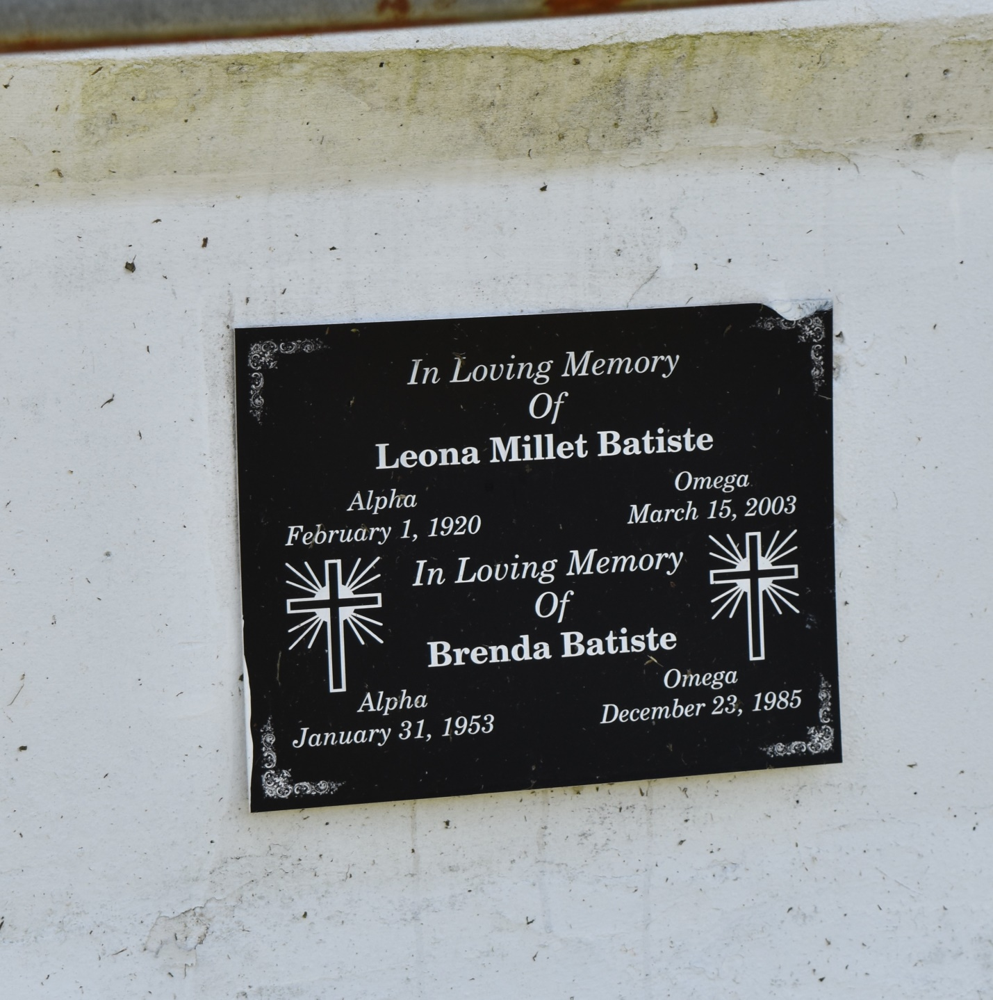 In Loving Memory
Of
Leona Millet Batiste
Alpha
February 1, 1920
Omega
March 15, 2003
In Loving Memory
Of
Brenda Batiste
Alpha
January 31, 1953
Omega
December 23, 1985